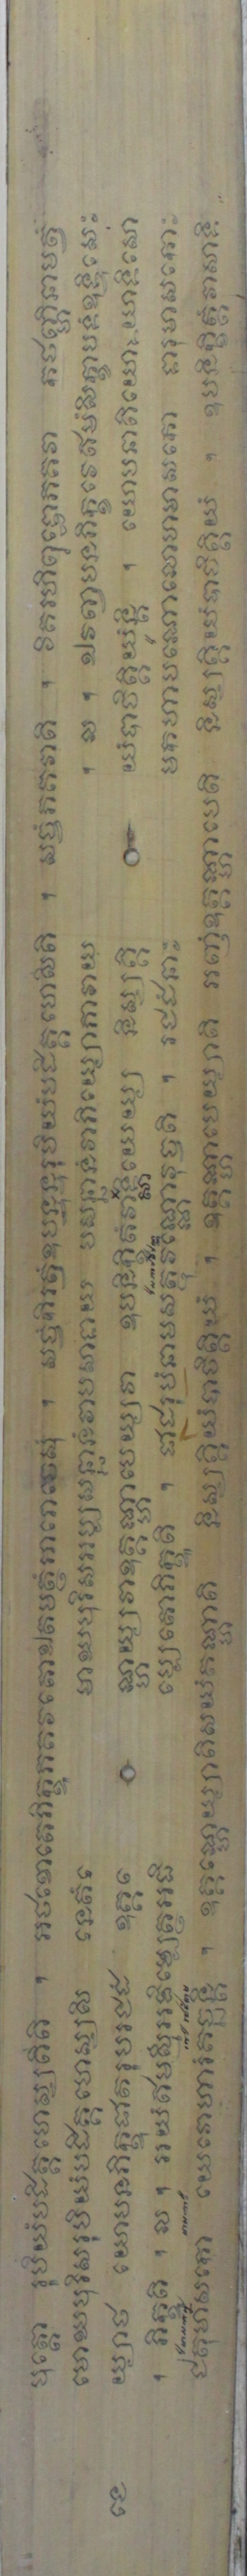 បុត្តោ រូបិយំបដិគ្គហេស្សតីតិ ។ អថខោតេភិក្ខូភគវតោឯតមត្ថំអារោចេសុំ ។ សច្ចំកិរត្វំឧបនន្ទរូបិយំបដិគ្គហេសីតិ ។ សច្ចំភគវាតិ ។ វិគរហិពុទ្ធោភគវា កថញ្ហិនាមត្វំ
មោឃបុរិសរូបិយំបដិគ្គហេស្សសិ នេតំមោឃបុរិសអប្បសន្នានំវាបសាទាយ បសន្នានំវាភិយ្យោភាវាយ ។ ល ។ ឯវញ្ចបនភិក្ខវេឥមំសិក្ខាបទំឧទ្ទិសេ
យ្យាថ យោបនភិក្ខុជាតរូបរជតំ ឧគ្គណ្ហេយ្យវាឧគ្គណ្ហាបេយ្យវា ឧបនិក្ខិត្តំវាសាទិយេយ្យ និស្សគ្គិយំបាចិត្តិយន្តិ ។ យោបនាតិយោយាទិសោ
។ ភិក្ខូតិ ។ ល ។ អយំឥមស្មឹអត្ថេអធិប្បេតោភិក្ខូតិ ។ ជាតរូបំនាមសត្ថុវណ្ណោវុច្ចតិ ។ រជតំនាម កហាបណោលោហមាសកោ ទារុមាសកោ
ជតុមាសកោ យេវោហារំគច្ឆន្តិ ។ ឧគ្គណ្ហេយ្យាតិសយំគណ្ហាតិ និស្សគ្គិយំបាចិត្តិយំ ។ ឧគ្គណ្ហាបេយ្យាតិ អញ្ញំឧគ្គណ្ហាបេតិ និស្សគ្គិយំបាចិត្តិយំ ។ ឧបនិក្ខិត្តំវាសាទិ